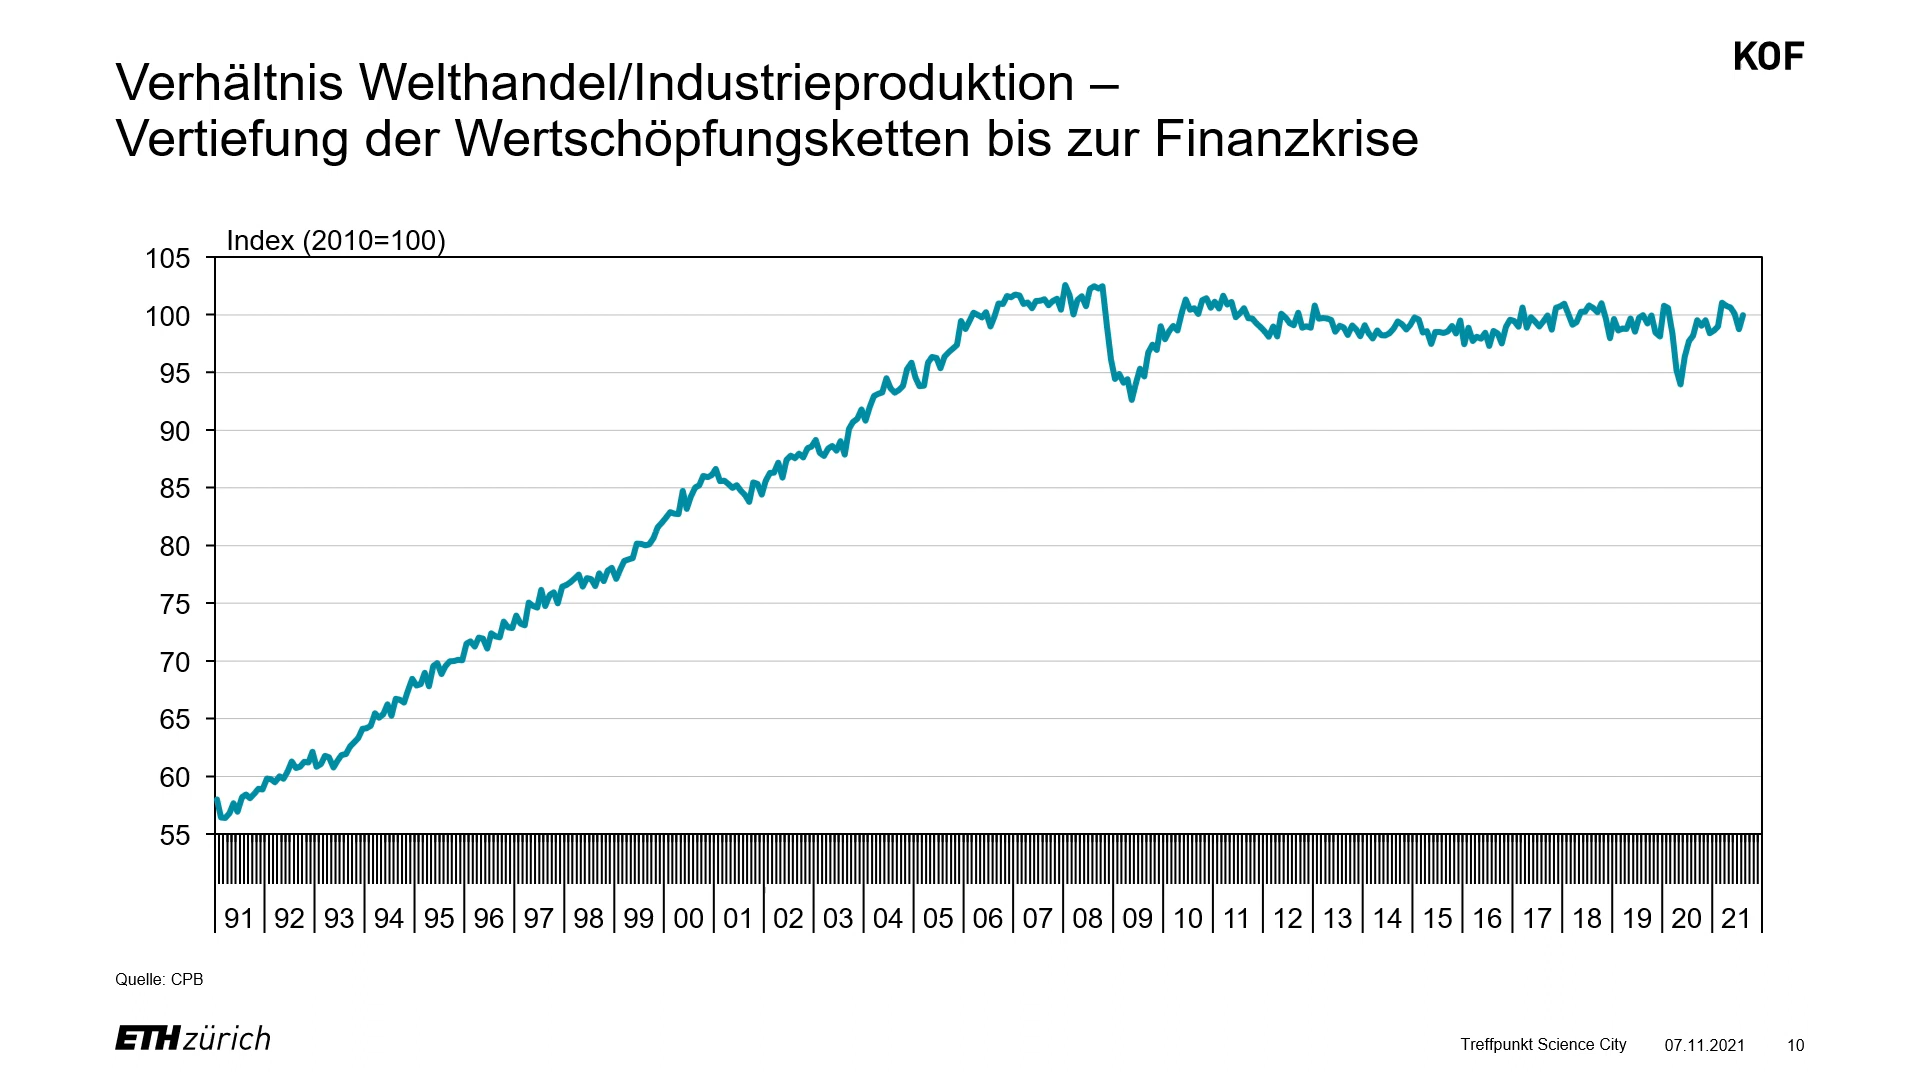 KOF
Verhältnis Welthandel/Industrieproduktion –
Vertiefung der Wertschöpfungsketten bis zur Finanzkrise
Index (2010=100)
105
100
95
90
85
80
75
70
65
60
55
91 92 93 94 95 96 97 98 99 00 01 02 03 04 05 06 07 08 09 10 11 12 13 14 15 16 17 18 19 20 21
Quelle: CPB
ETH zürich
Treffpunkt Science City 07.11.2021 10